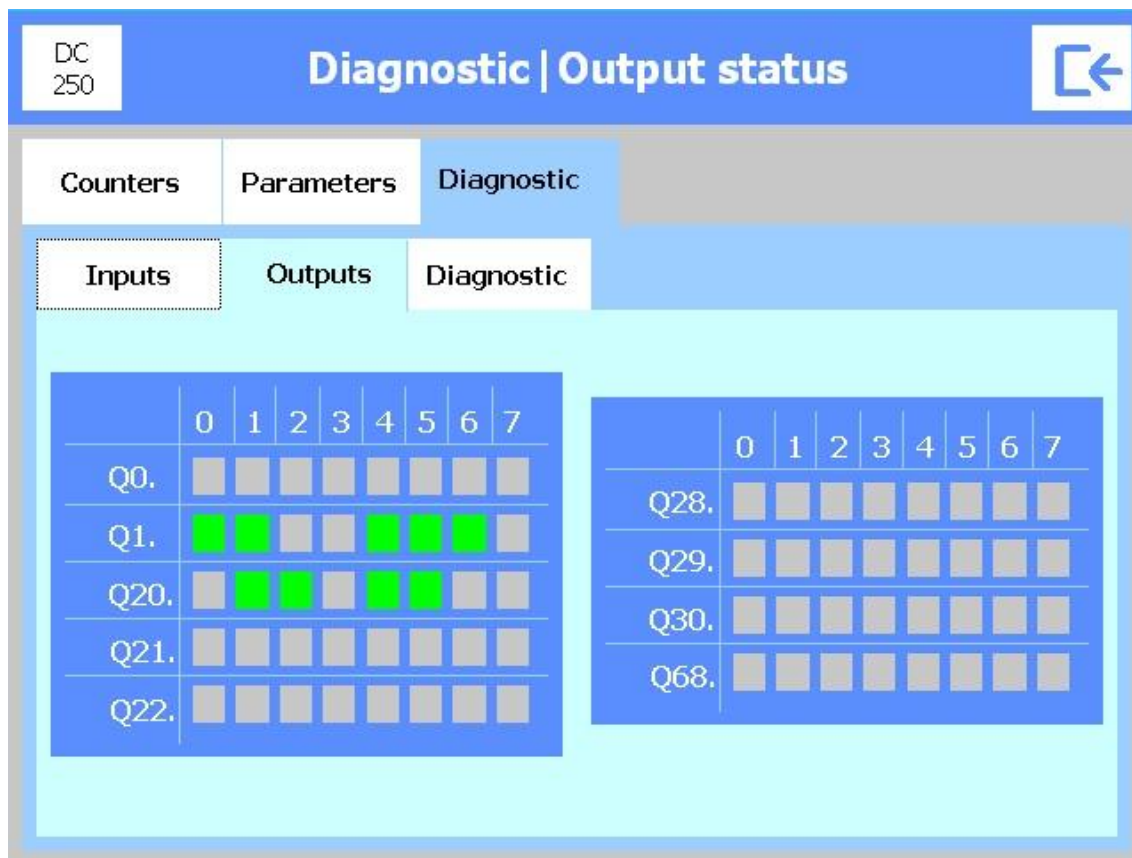 DC
250
Diagnostic | Output status
Counters
Parameters
Diagnostic
Inputs
Outputs
Diagnostic
0 1 2 3 4 5 6 7
Q0.
Q1.
Q20.
Q21.
Q22.
0 1 2 3 4 5 6 7
Q28.
Q29.
Q30.
Q68.